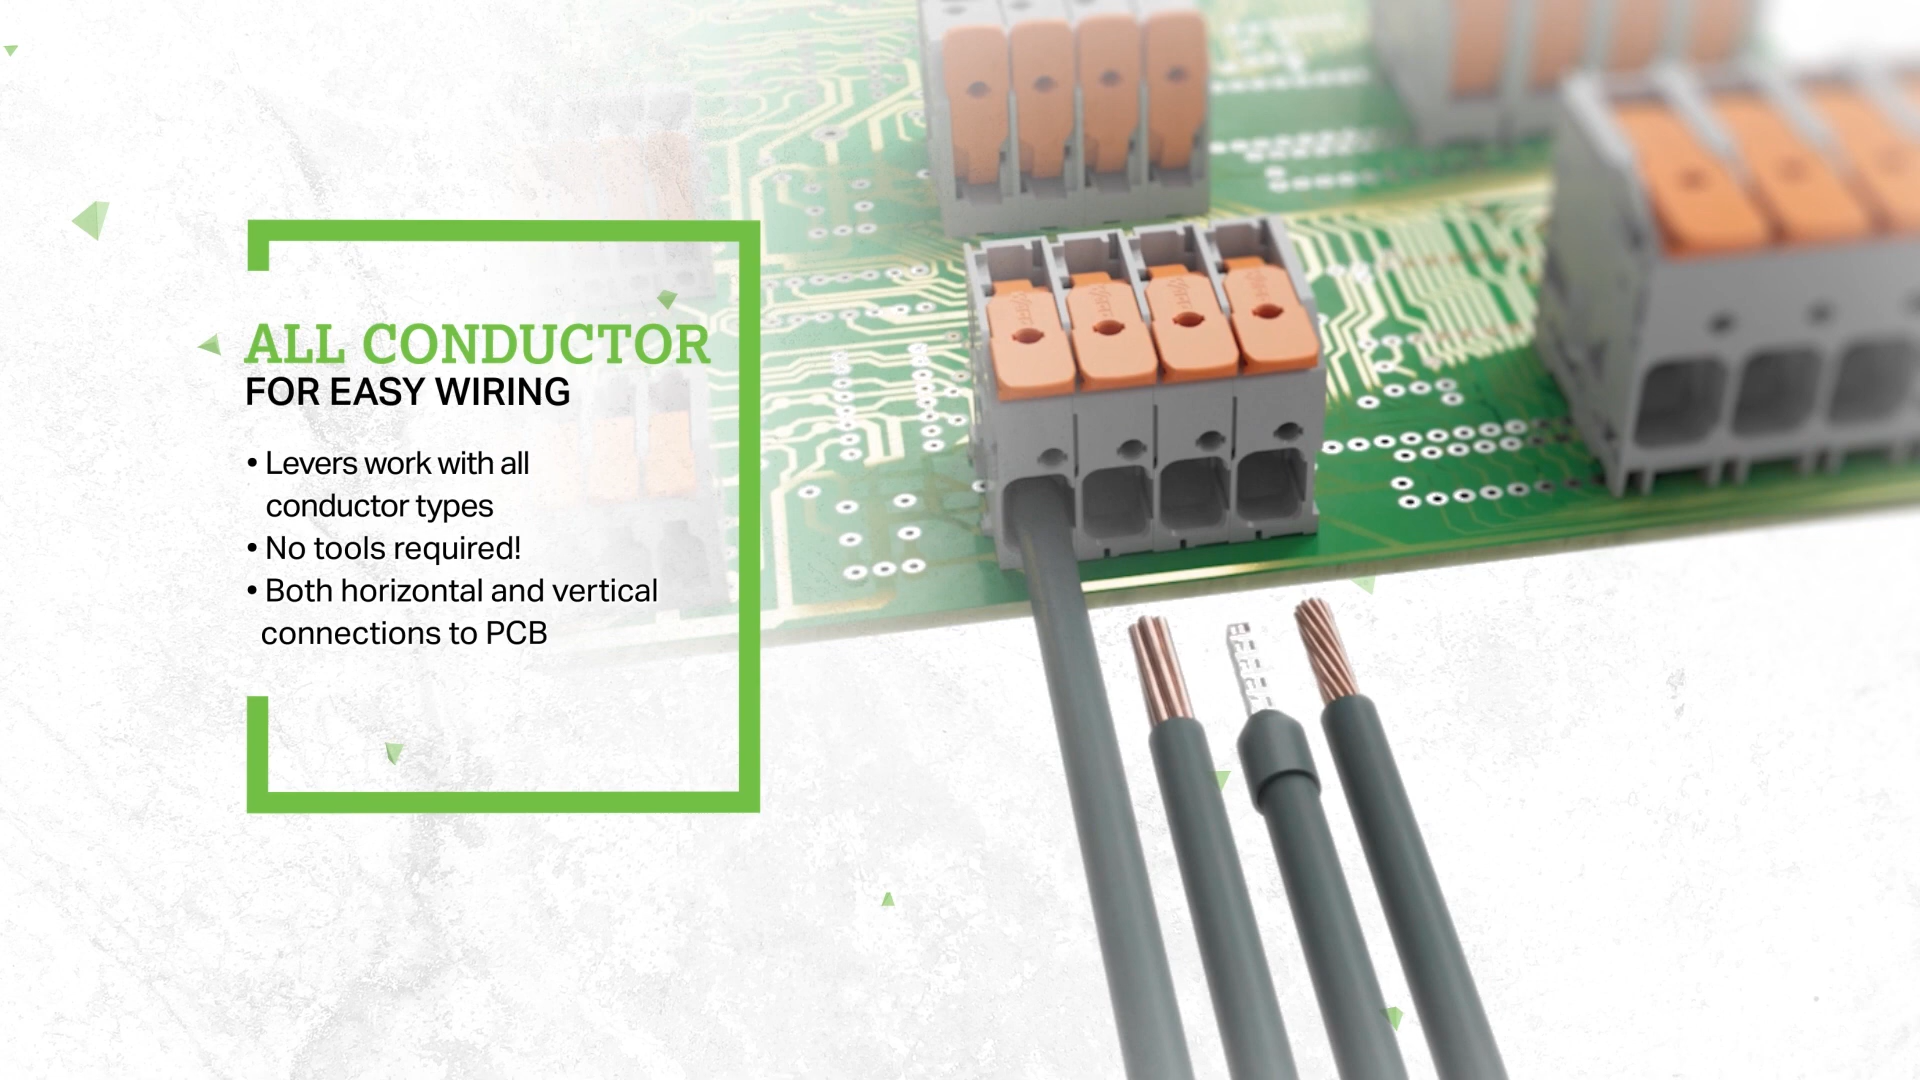 ALL CONDUCTOR
FOR EASY WIRING
• Levers work with all
conductor types
• No tools required!
• Both horizontal and vertical
connections to PCB